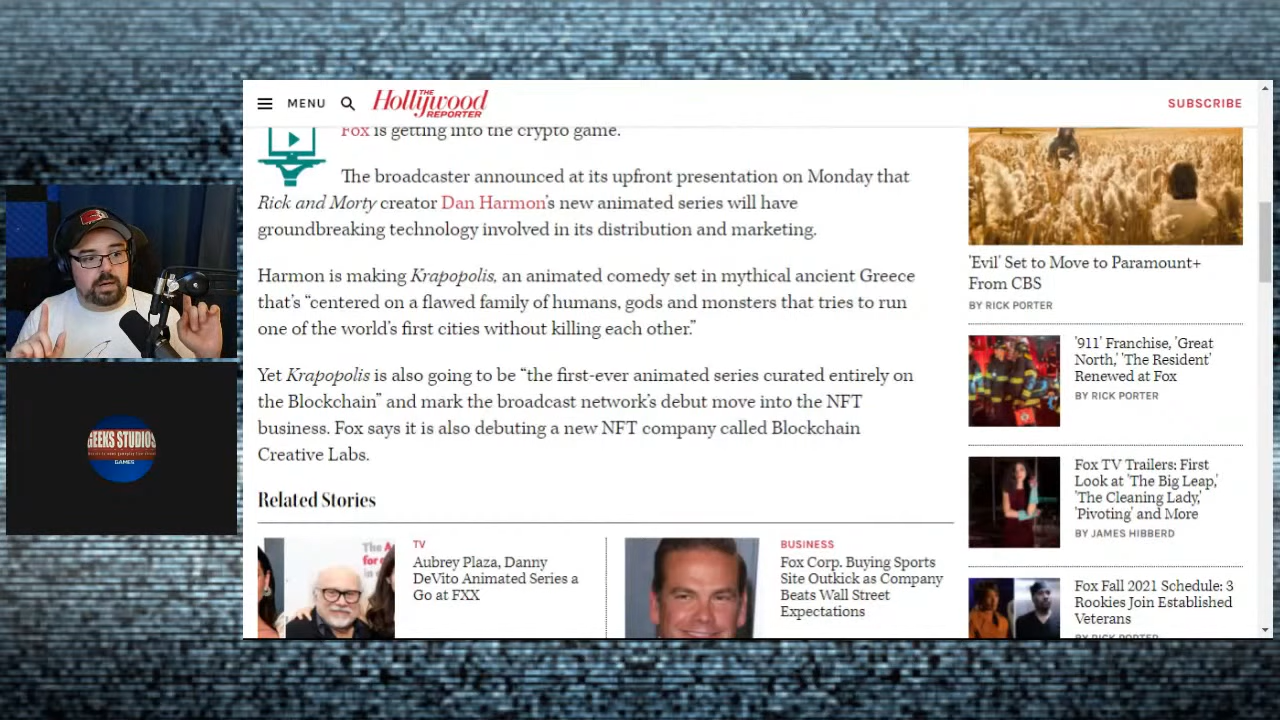 MENU
THE
Hollywood
REPORTER
SUBSCRIBE
Fox is getting into the crypto game.
The broadcaster announced at its upfront presentation on Monday that
Rick and Morty creator Dan Harmon's new animated series will have
groundbreaking technology involved in its distribution and marketing.
Harmon is making Krapopolis, an animated comedy set in mythical ancient Greece
that's “centered on a flawed family of humans, gods and monsters that tries to run
one of the world's first cities without killing each other.”
Yet Krapopolis is also going to be “the first-ever animated series curated entirely on
the Blockchain” and mark the broadcast network's debut move into the NFT
business. Fox says it is also debuting a new NFT company called Blockchain
Creative Labs.
Related Stories
TV
Aubrey Plaza, Danny
DeVito Animated Series a
Go at FXX
BUSINESS
Fox Corp. Buying Sports
Site Outkick as Company
Beats Wall Street
Expectations
'Evil' Set to Move to Paramount+
From CBS
BY RICK PORTER
'911' Franchise, 'Great
North,' 'The Resident'
Renewed at Fox
BY RICK PORTER
Fox TV Trailers: First
Look at 'The Big Leap,'
'The Cleaning Lady,'
'Pivoting' and More
BY JAMES HIBBERD
Fox Fall 2021 Schedule: 3
Rookies Join Established
Veterans
BY RICK PORTER
GEEKS STUDIOS
GAMES